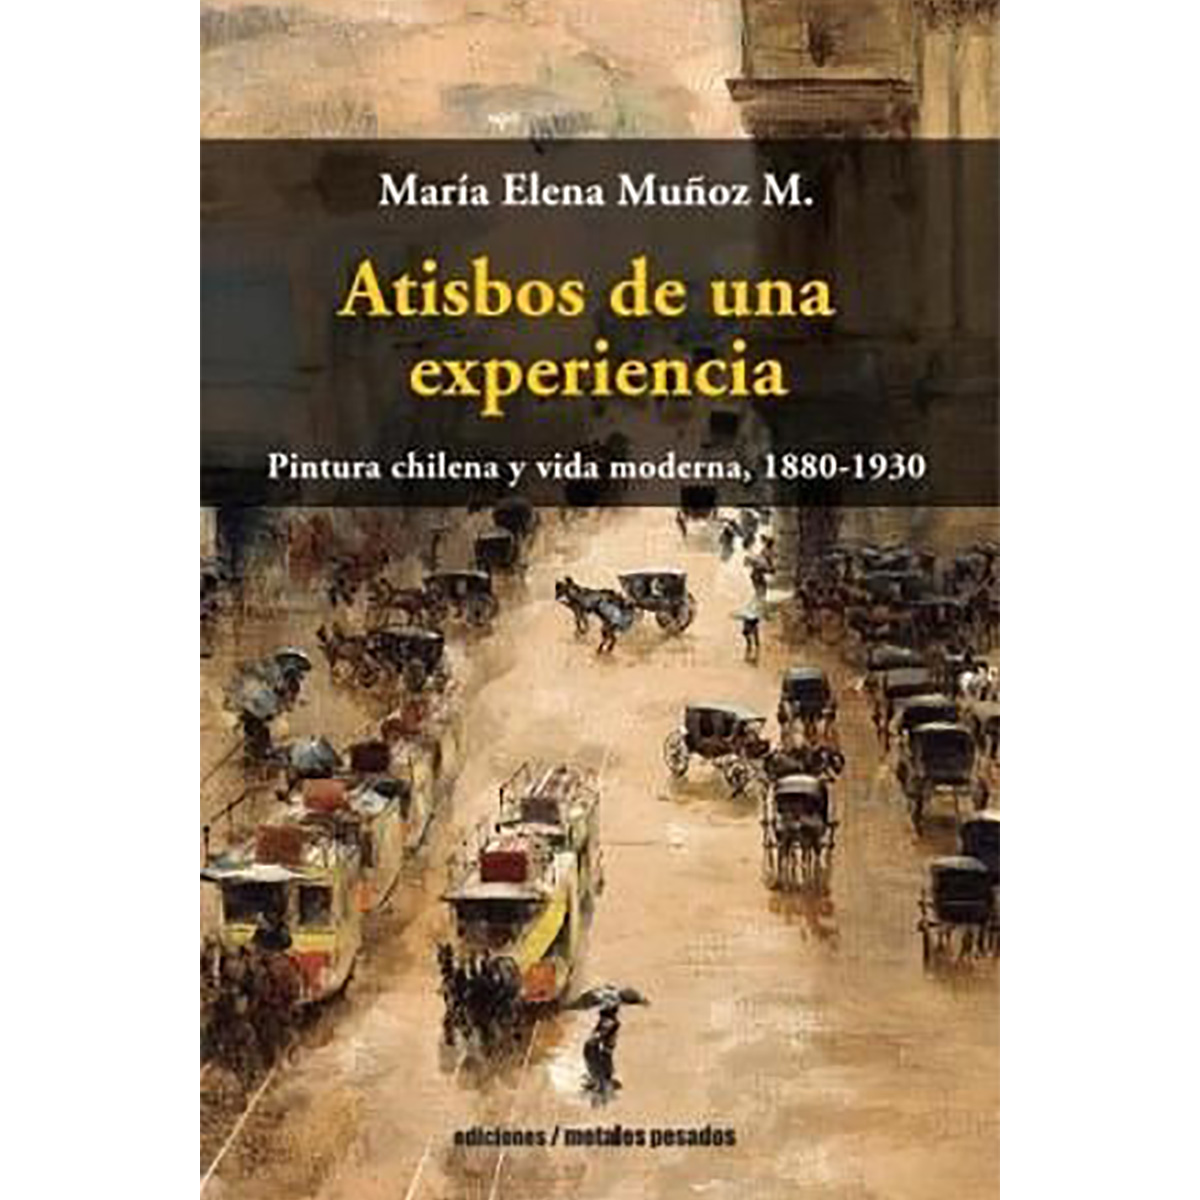 María Elena Muñoz M.
Atisbos de una
experiencia
Pintura chilena y vida moderna, 1880-1930
ediciones / metales pesados